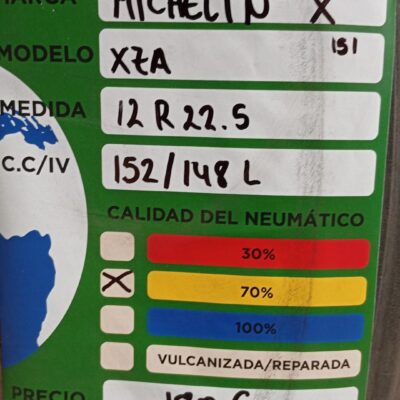 MARCA MICHELIN X
151
MODELO XZA
MEDIDA 12 R 22.5
C.C/IV 152/148 L
CALIDAD DEL NEUMÁTICO
30%
X 70%
100%
VULCANIZADA/REPARADA
PRECIO